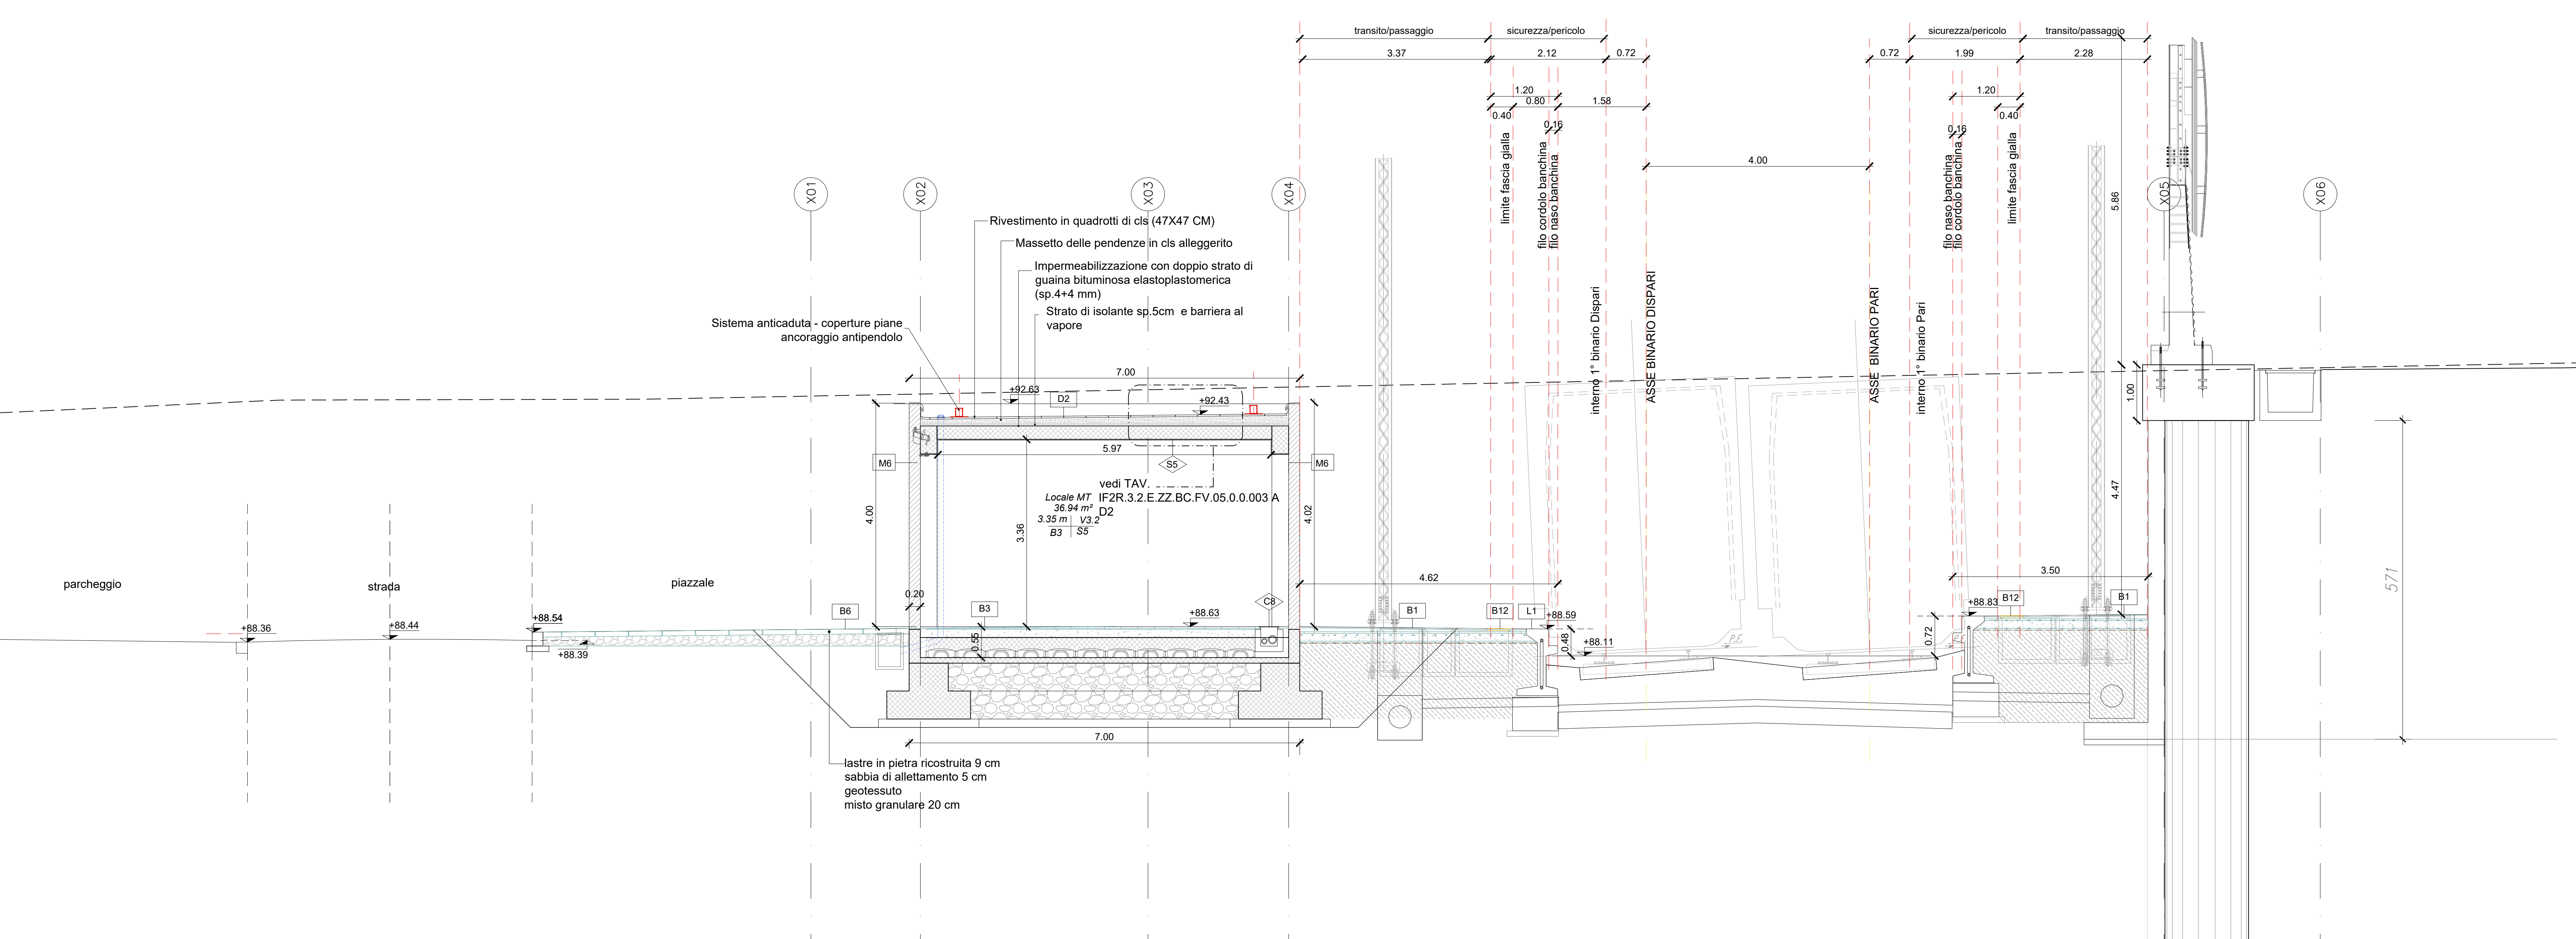 transito/passaggio
sicurezza/pericolo
sicurezza/pericolo
transito/passaggio
3.37
2.12
0.72
0.72
1.99
2.28
1.20
0.80
1.58
0.40
0.16
1.20
0.40
0.16
4.00
5.86
limite fascia gialla
filo cordolo banchina
filo naso banchina
interno 1° binario Dispari
ASSE BINARIO DISPARI
ASSE BINARIO PARI
interno 1° binario Pari
filo naso banchina
filo cordolo banchina
limite fascia gialla
X01
X02
X03
X04
X05
X06
Rivestimento in quadrotti di cls (47X47 CM)
Massetto delle pendenze in cls alleggerito
Impermeabilizzazione con doppio strato di
guaina bituminosa elastoplastomerica
(sp.4+4 mm)
Strato di isolante sp.5cm e barriera al
vapore
Sistema anticaduta - coperture piane
ancoraggio antipendolo
7.00
+92.63
D2
+92.43
1.00
5.97
S5
M6
M6
vedi TAV.
IF2R.3.2.E.ZZ.BC.FV.05.0.0.003 A
D2
Locale MT
36.94 m²
3.35 m
V3.2
B3
S5
4.00
3.36
4.02
4.47
571
parcheggio
strada
piazzale
4.62
3.50
0.20
B6
B3
C8
+88.63
B1
B12
L1
+88.59
+88.83
B12
B1
+88.36
+88.44
+88.54
+88.39
0.55
0.48
+88.11
P.F.
P.F.
0.72
7.00
lastre in pietra ricostruita 9 cm
sabbia di allettamento 5 cm
geotessuto
misto granulare 20 cm